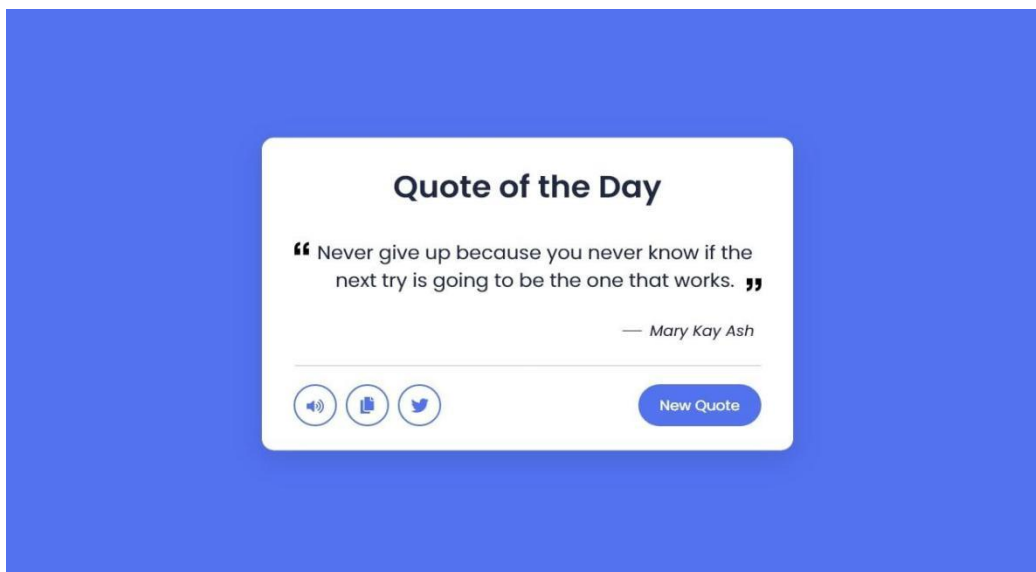 Quote of the Day
“ Never give up because you never know if the
next try is going to be the one that works. ”
— Mary Kay Ash
New Quote